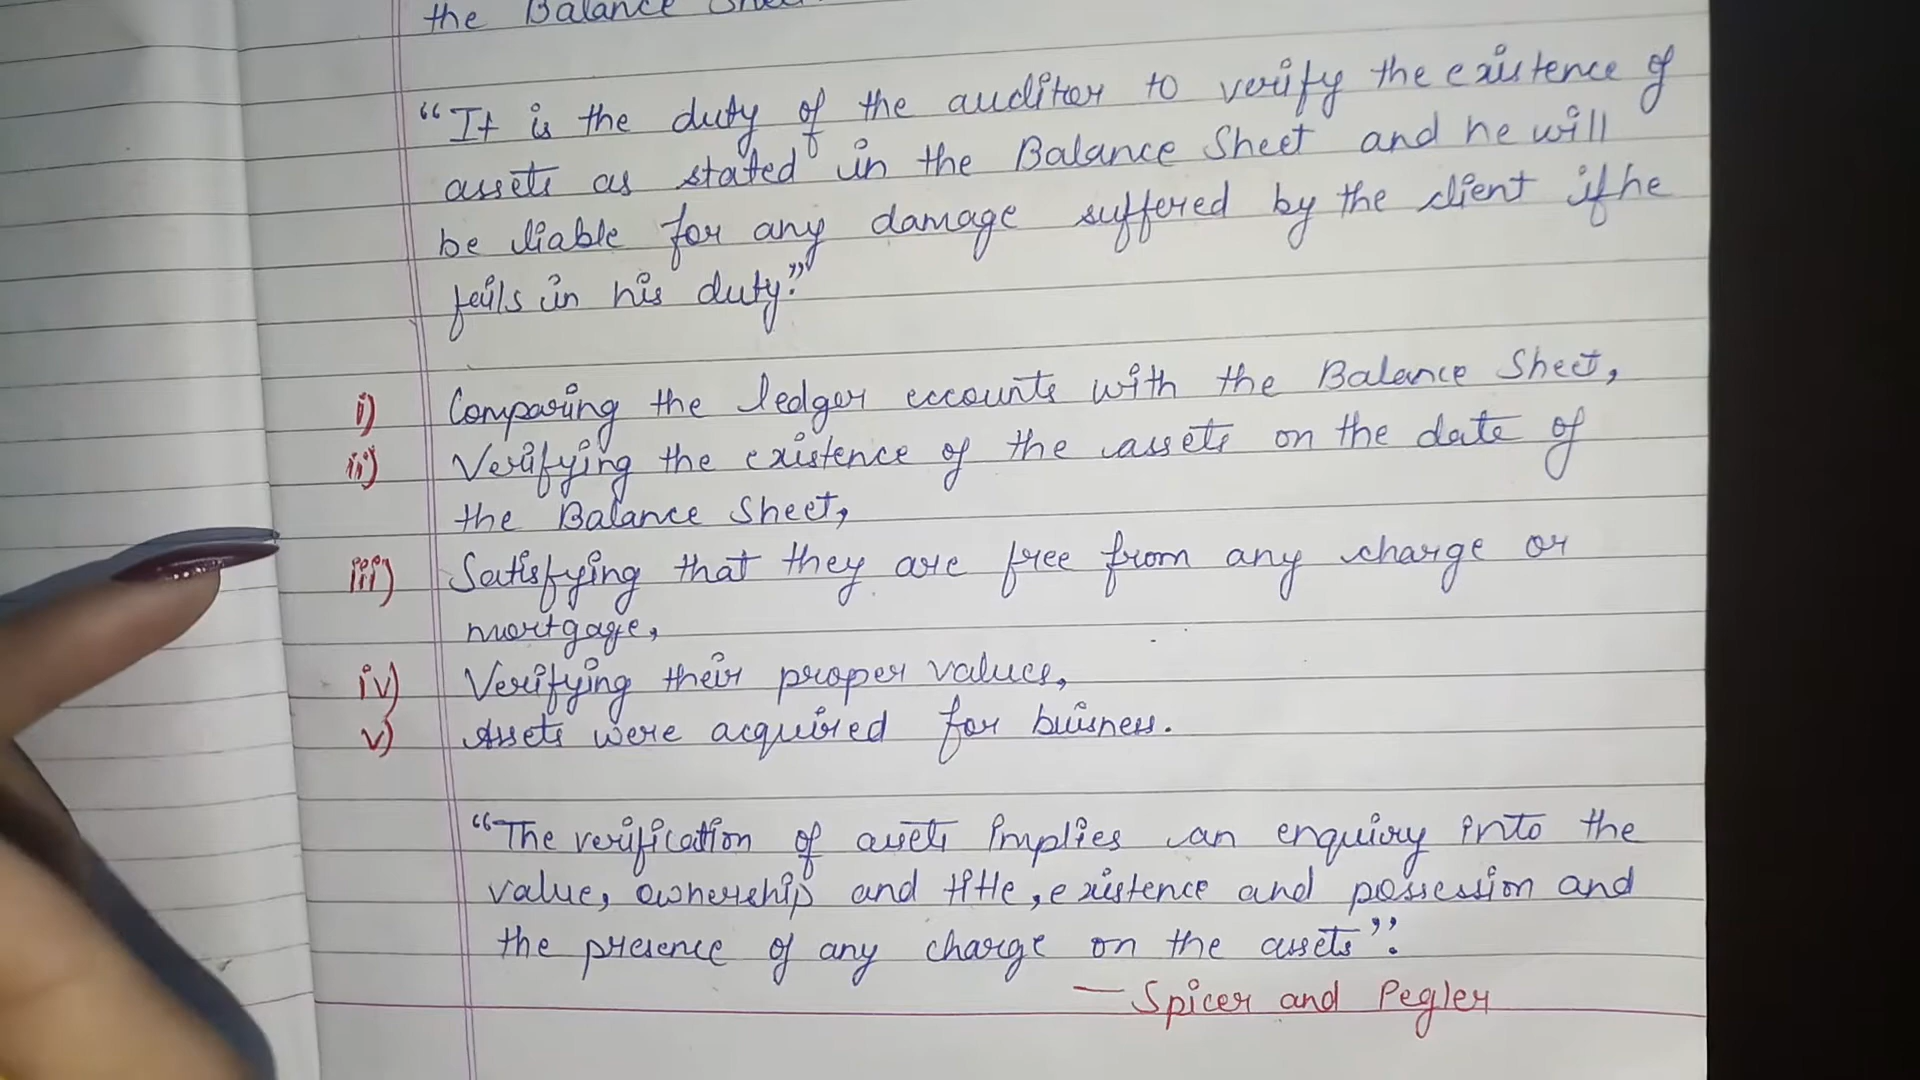 the Balance Sheet
“It is the duty of the auditor to verify the existence of
assets as stated in the Balance Sheet and he will
be liable for any damage suffered by the client if he
fails in his duty.”
i) Comparing the ledger accounts with the Balance Sheet,
ii) Verifying the existence of the assets on the date of
the Balance Sheet,
iii) Satisfying that they are free from any charge or
mortgage,
iv) Verifying their proper values,
v) Assets were acquired for buisness.
“The verification of assets implies an enquiry into the
value, ownership and title, existence and possession and
the presence of any charge on the assets”.
— Spicer and Pegler